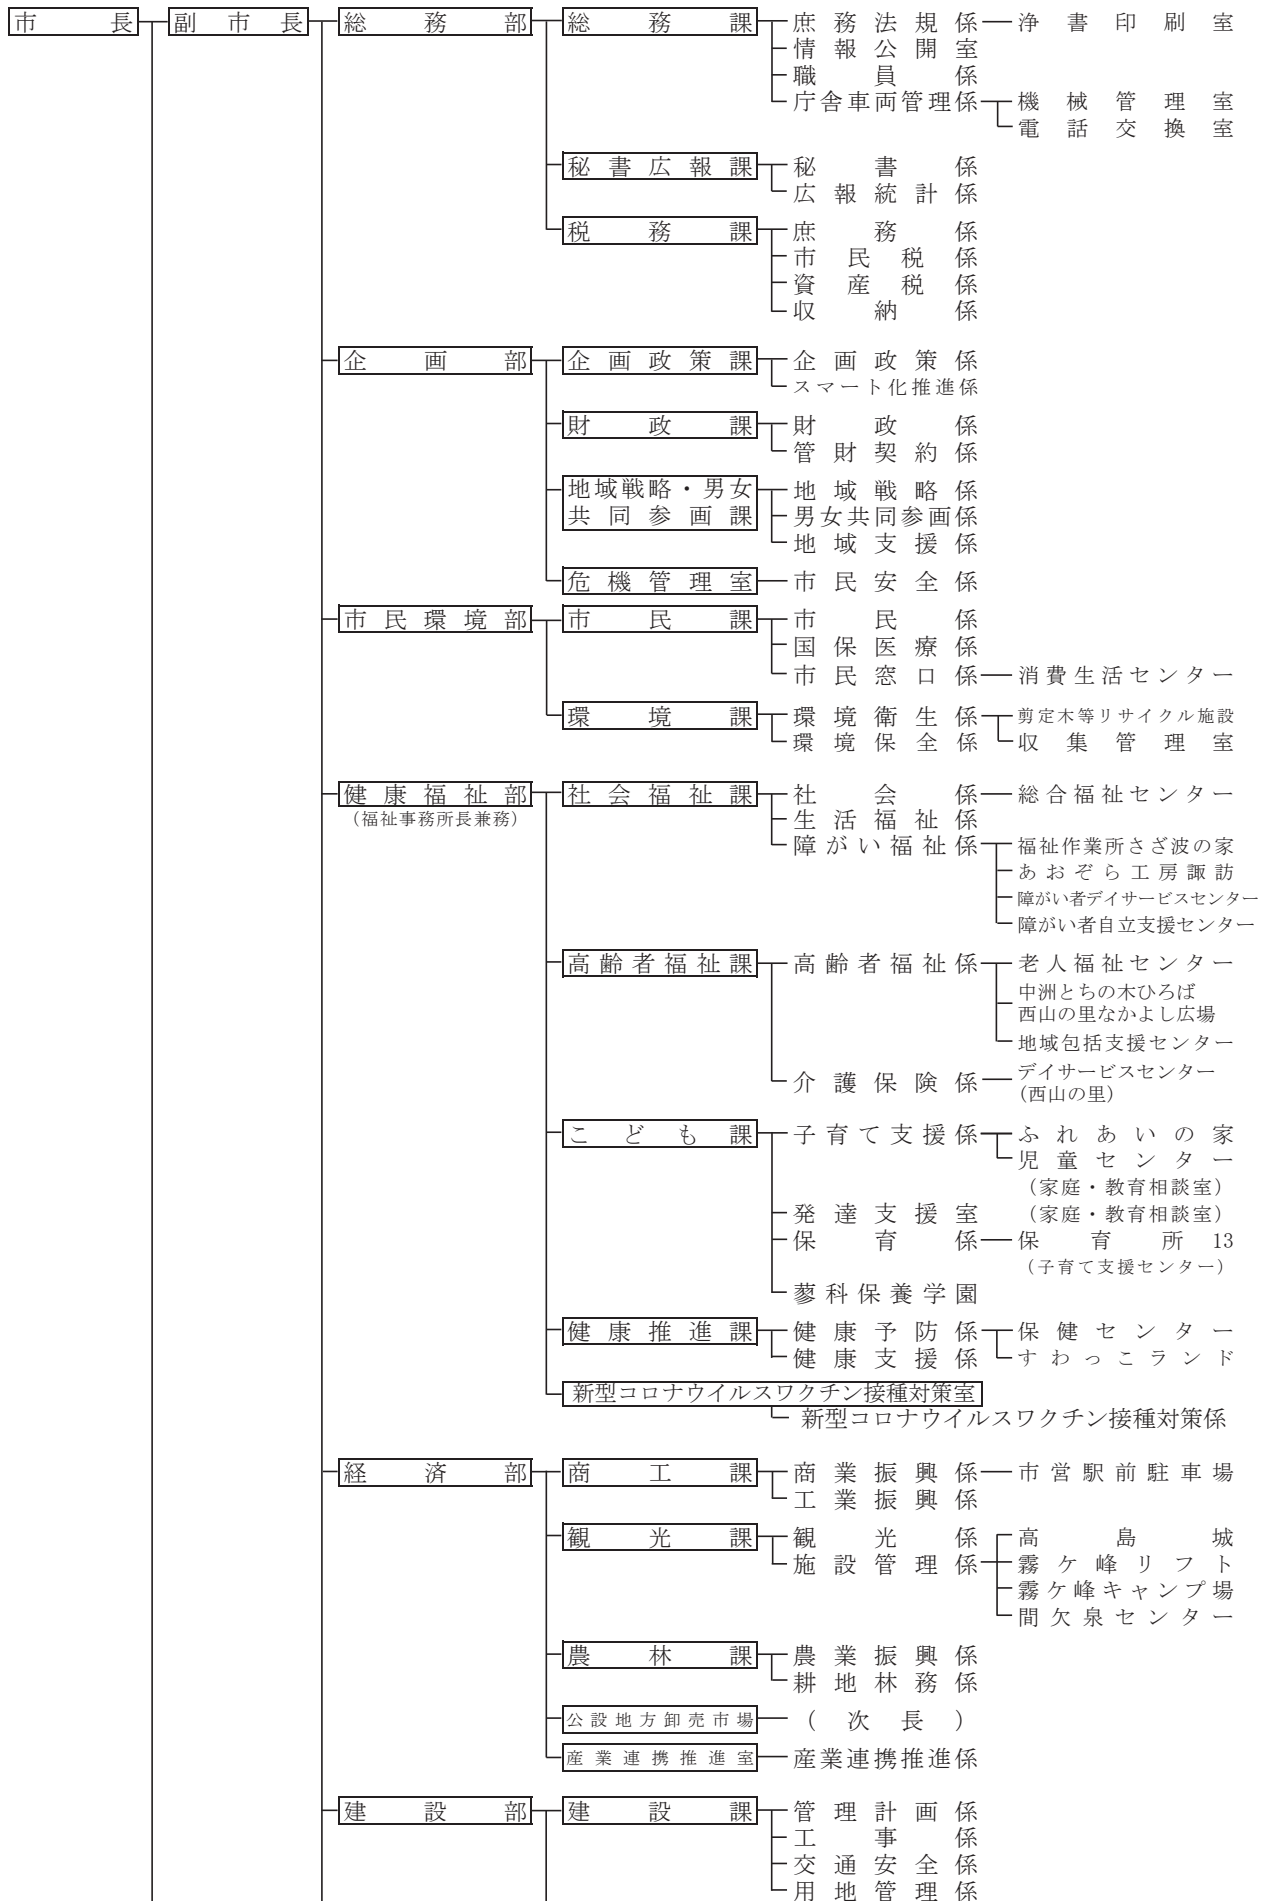 市長 副市長 総務部 総務課 庶務法規係 浄書印刷室
情報公開室
職員係
庁舎車両管理係 機械管理室
電話交換室
秘書広報課 秘書係
広報統計係
税務課 庶務係
市民税係
資産税係
収納係
企画部 企画政策課 企画政策係
スマート化推進係
財政課 財政係
管財契約係
地域戦略・男女 地域戦略係
共同参画課 男女共同参画係
地域支援係
危機管理室 市民安全係
市民環境部 市民課 市民係
国保医療係
市民窓口係 消費生活センター
環境課 環境衛生係 剪定木等リサイクル施設
環境保全係 収集管理室
健康福祉部 社会福祉課 社会係 総合福祉センター
(福祉事務所長兼務) 生活福祉係
障がい福祉係 福祉作業所さざ波の家
あおぞら工房諏訪
障がい者デイサービスセンター
障がい者自立支援センター
高齢者福祉課 高齢者福祉係 老人福祉センター
中洲とちの木ひろば
西山の里なかよし広場
地域包括支援センター
介護保険係 デイサービスセンター
(西山の里)
こども課 子育て支援係 ふれあいの家
児童センター
(家庭・教育相談室)
発達支援室 (家庭・教育相談室)
保育係 保育所 13
(子育て支援センター)
蓼科保養学園
健康推進課 健康予防係 保健センター
健康支援係 すわっこランド
新型コロナウイルスワクチン接種対策室
新型コロナウイルスワクチン接種対策係
経済部 商工課 商業振興係 市営駅前駐車場
工業振興係
観光課 観光係 高島城
施設管理係 霧ケ峰リフト
霧ケ峰キャンプ場
間欠泉センター
農林課 農業振興係
耕地林務係
公設地方卸売市場 (次長)
産業連携推進室 産業連携推進係
建設部 建設課 管理計画係
工事係
交通安全係
用地管理係